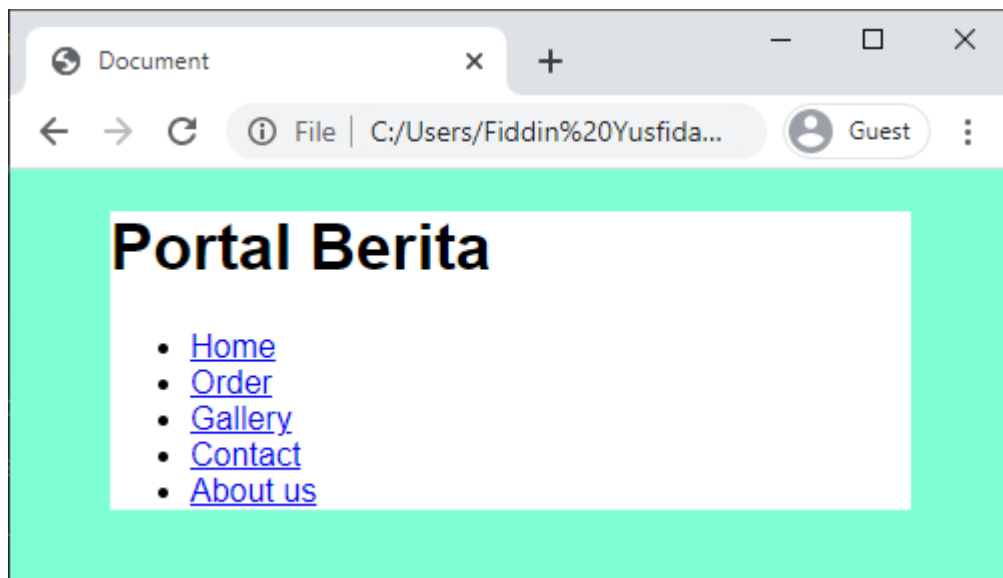 Document
File C:/Users/Fiddin%20Yusfida... Guest
Portal Berita
Home
Order
Gallery
Contact
About us